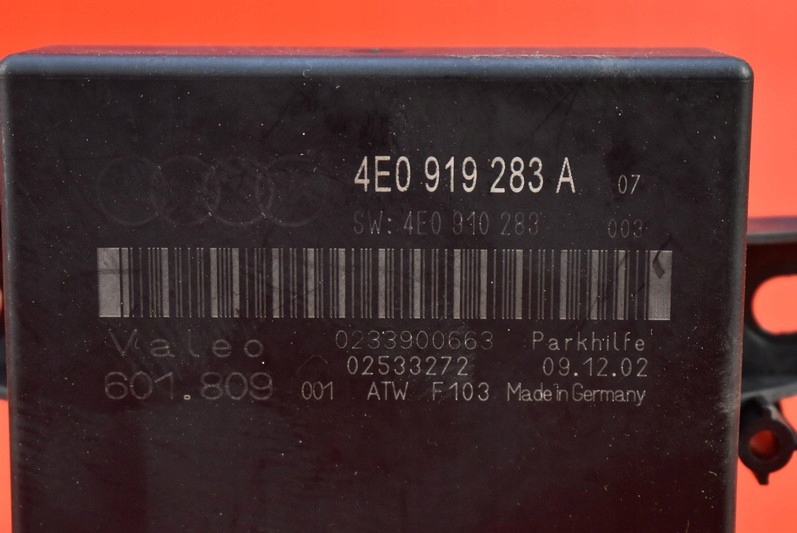 4E0 919 283 A 07
SW: 4E0 910 283 003
Valeo 0233900663 Parkhilfe
02533272 09.12.02
601.809 001 ATW F103 Made in Germany